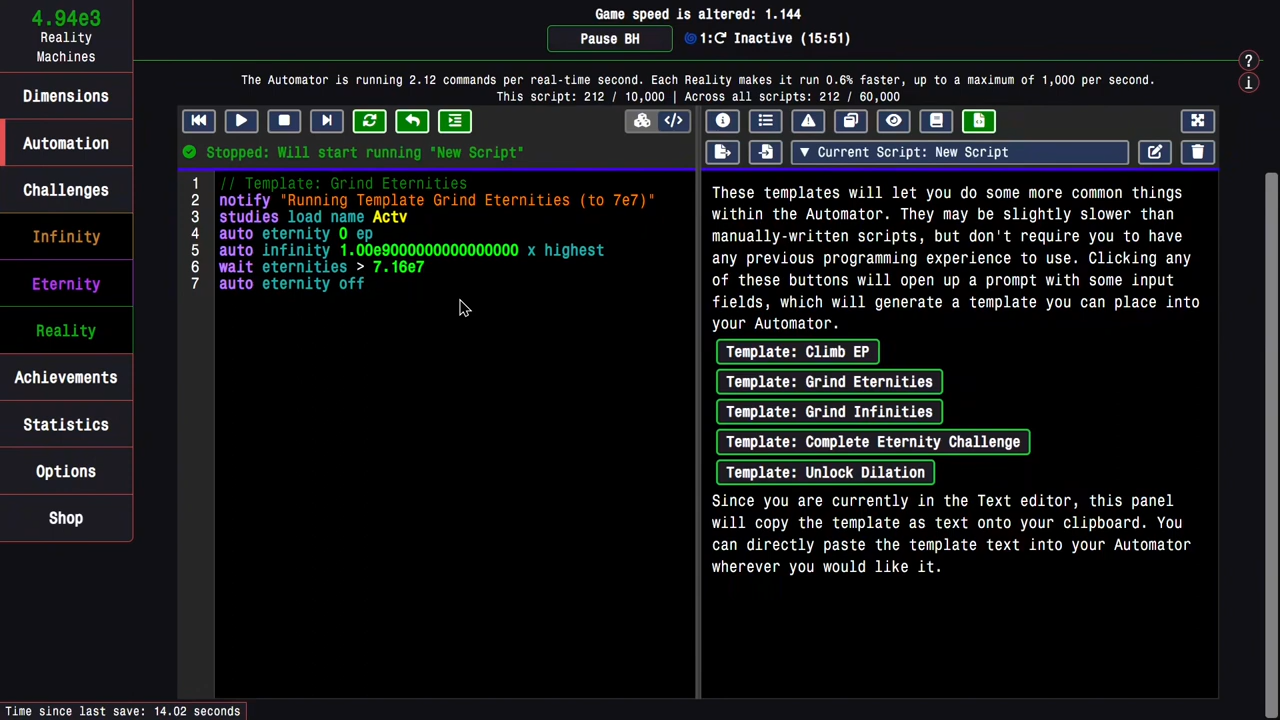 4.94e3
Reality
Machines
Game speed is altered: 1.144
Pause BH
1: Inactive (15:51)
? 
i
The Automator is running 2.12 commands per real-time second. Each Reality makes it run 0.6% faster, up to a maximum of 1,000 per second.
This script: 212 / 10,000 | Across all scripts: 212 / 60,000
Dimensions
Automation
Challenges
Infinity
Eternity
Reality
Achievements
Statistics
Options
Shop
Stopped: Will start running "New Script"
1 // Template: Grind Eternities
2 notify "Running Template Grind Eternities (to 7e7)"
3 studies load name Actv
4 auto eternity 0 ep
5 auto infinity 1.00e9000000000000000 x highest
6 wait eternities > 7.16e7
7 auto eternity off
▼ Current Script: New Script
These templates will let you do some more common things
within the Automator. They may be slightly slower than
manually-written scripts, but don't require you to have
any previous programming experience to use. Clicking any
of these buttons will open up a prompt with some input
fields, which will generate a template you can place into
your Automator.
Template: Climb EP
Template: Grind Eternities
Template: Grind Infinities
Template: Complete Eternity Challenge
Template: Unlock Dilation
Since you are currently in the Text editor, this panel
will copy the template as text onto your clipboard. You
can directly paste the template text into your Automator
wherever you would like it.
Time since last save: 14.02 seconds